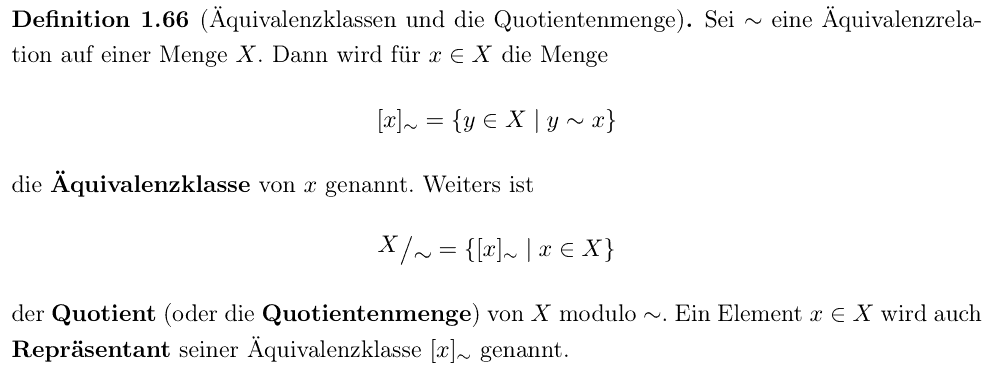 Definition 1.66 (Äquivalenzklassen und die Quotientenmenge). Sei ∼ eine Äquivalenzrela-
tion auf einer Menge X. Dann wird für x ∈ X die Menge
[x]∼ = {y ∈ X | y ∼ x}
die Äquivalenzklasse von x genannt. Weiters ist
X/∼ = {[x]∼ | x ∈ X}
der Quotient (oder die Quotientenmenge) von X modulo ∼. Ein Element x ∈ X wird auch
Repräsentant seiner Äquivalenzklasse [x]∼ genannt.